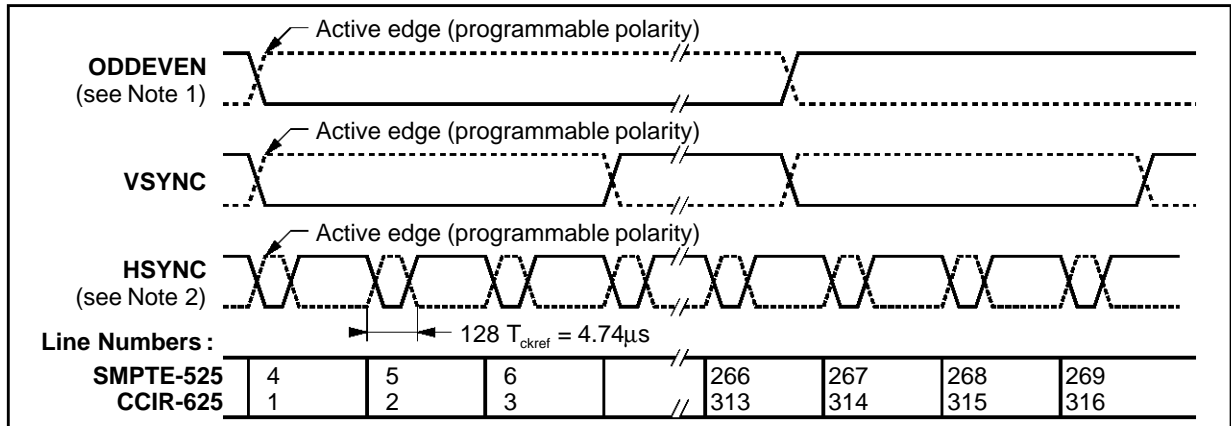 Active edge (programmable polarity)
ODDEVEN
(see Note 1)
Active edge (programmable polarity)
VSYNC
Active edge (programmable polarity)
HSYNC
(see Note 2)
128 Tckref = 4.74μs
Line Numbers :
SMPTE-525 4 5 6 266 267 268 269
CCIR-625 1 2 3 313 314 315 316